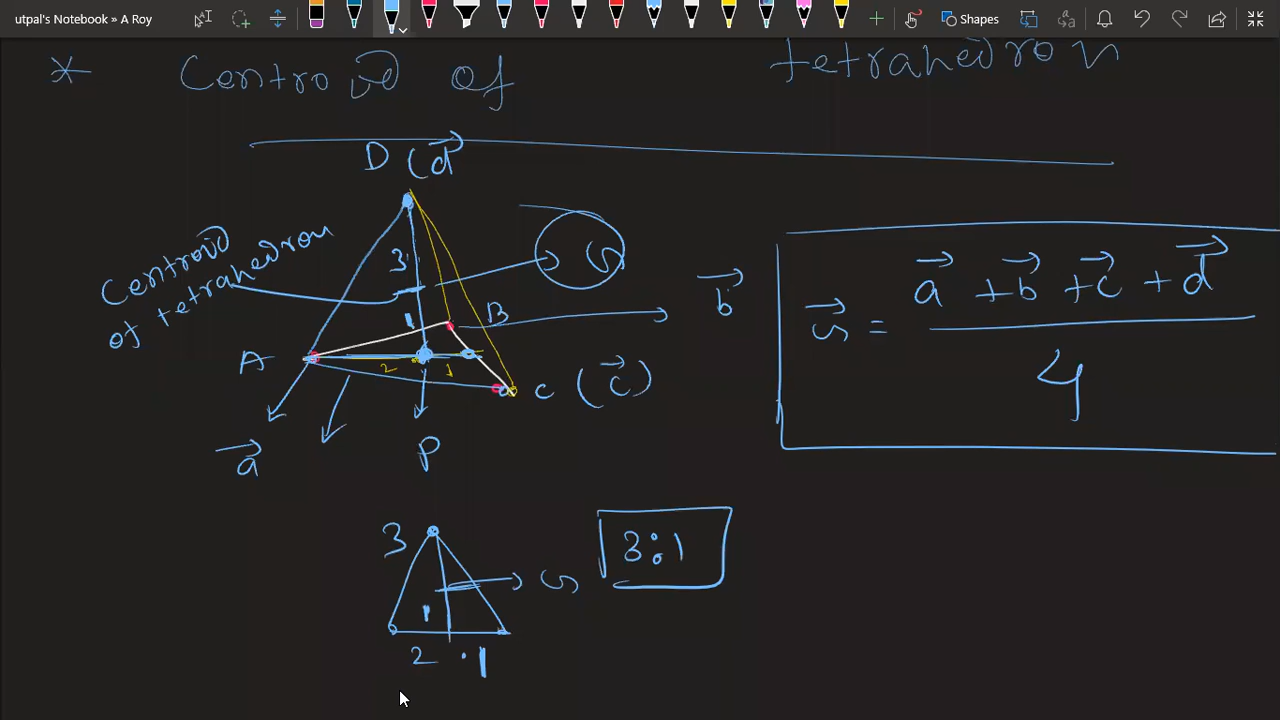 utpal's Notebook » A Roy
Shapes
* Centroid of tetrahedron
D (d⃗
Centroid
of tetrahedron
3
G
1
B
b⃗
A
2
1
C (c⃗)
a⃗
P
G⃗ = a⃗ + b⃗ + c⃗ + d⃗
4
3
1
G
3:1
2 . 1